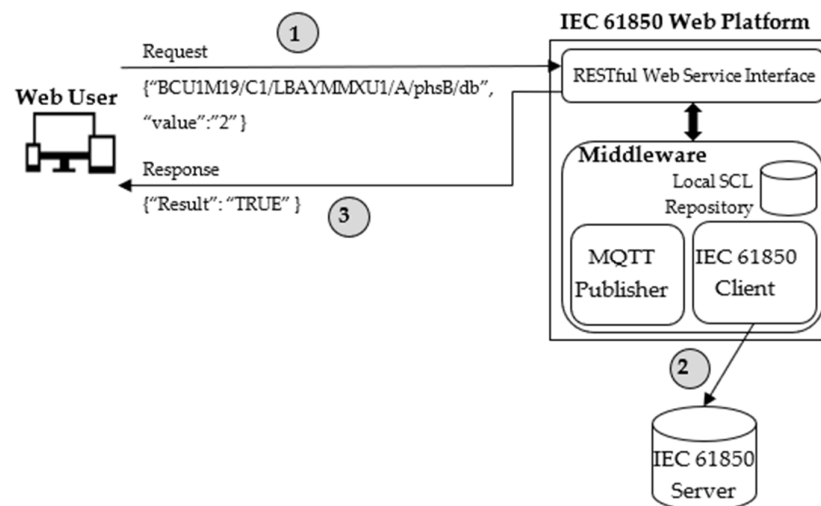 IEC 61850 Web Platform
1
Request
RESTful Web Service Interface
{“BCU1M19/C1/LBAYMMXU1/A/phsB/db”,
“value”:”2” }
Web User
Response
{“Result”: “TRUE” }
3
Middleware
Local SCL
Repository
MQTT
Publisher
IEC 61850
Client
2
IEC 61850
Server